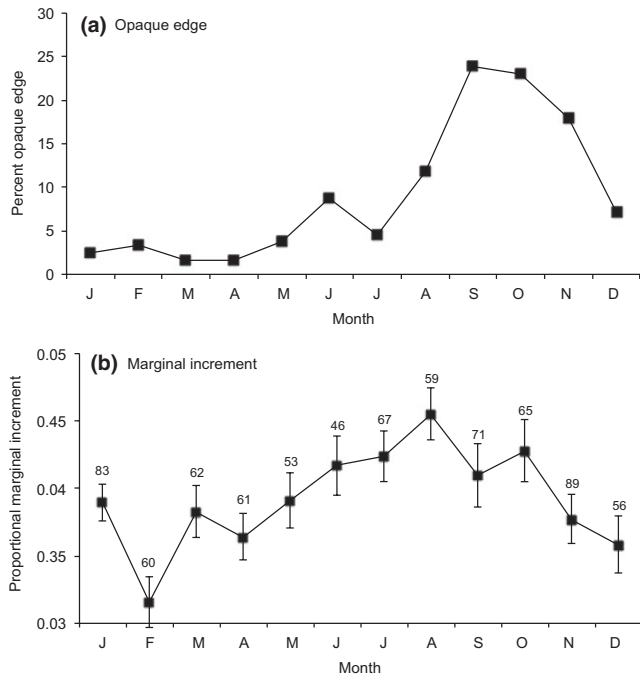 (a) Opaque edge
30
25
20
15
10
5
0
Percent opaque edge
J F M A M J J A S O N D
Month
(b) Marginal increment
0.05
0.45
0.04
0.35
0.03
Proportional marginal increment
83 60 62 61 53 46 67 59 71 65 89 56
J F M A M J J A S O N D
Month